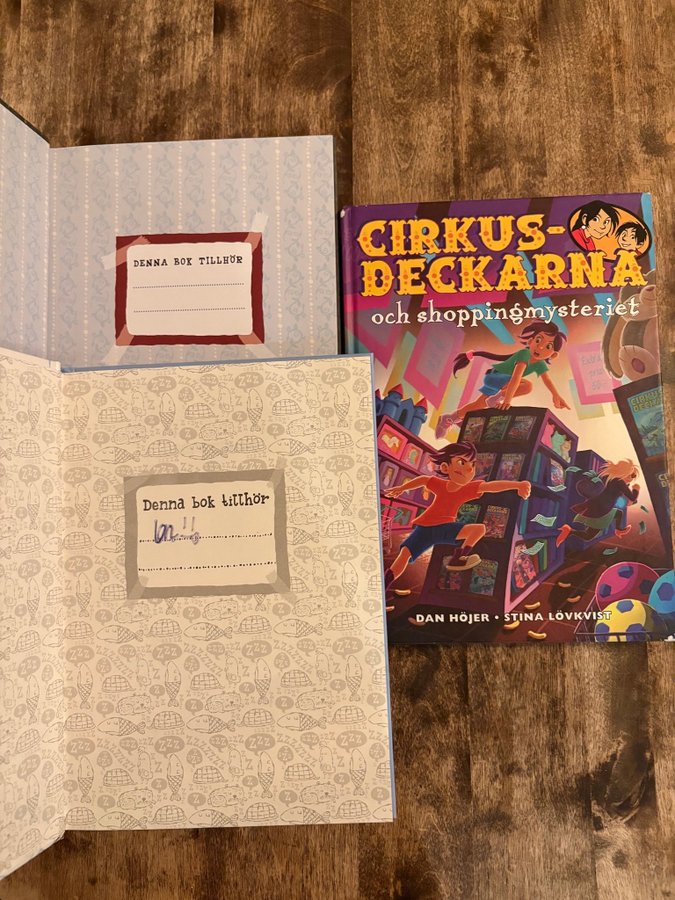 DENNA BOK TILLHÖR
Denna bok tillhör
CIRKUS-
DECKARNA
och shoppingmysteriet
DAN HÖJER • STINA LÖVKVIST